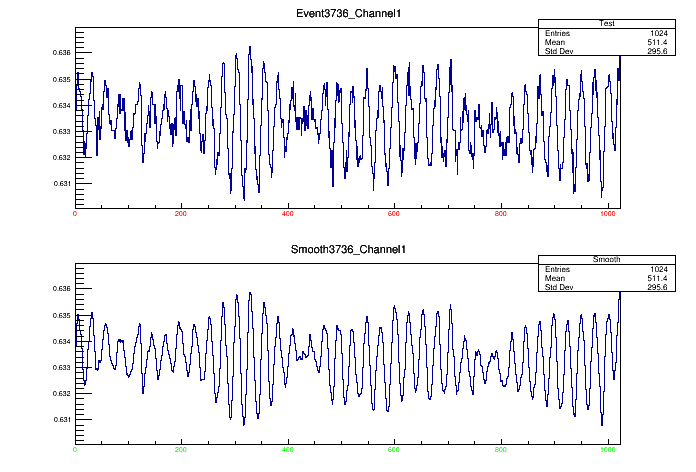 Event3736_Channel1
Test
Entries 1024
Mean 511.4
Std Dev 295.6
0.636
0.635
0.634
0.633
0.632
0.631
0 200 400 600 800 1000
Smooth3736_Channel1
Smooth
Entries 1024
Mean 511.4
Std Dev 295.6
0.636
0.635
0.634
0.633
0.632
0.631
0 200 400 600 800 1000